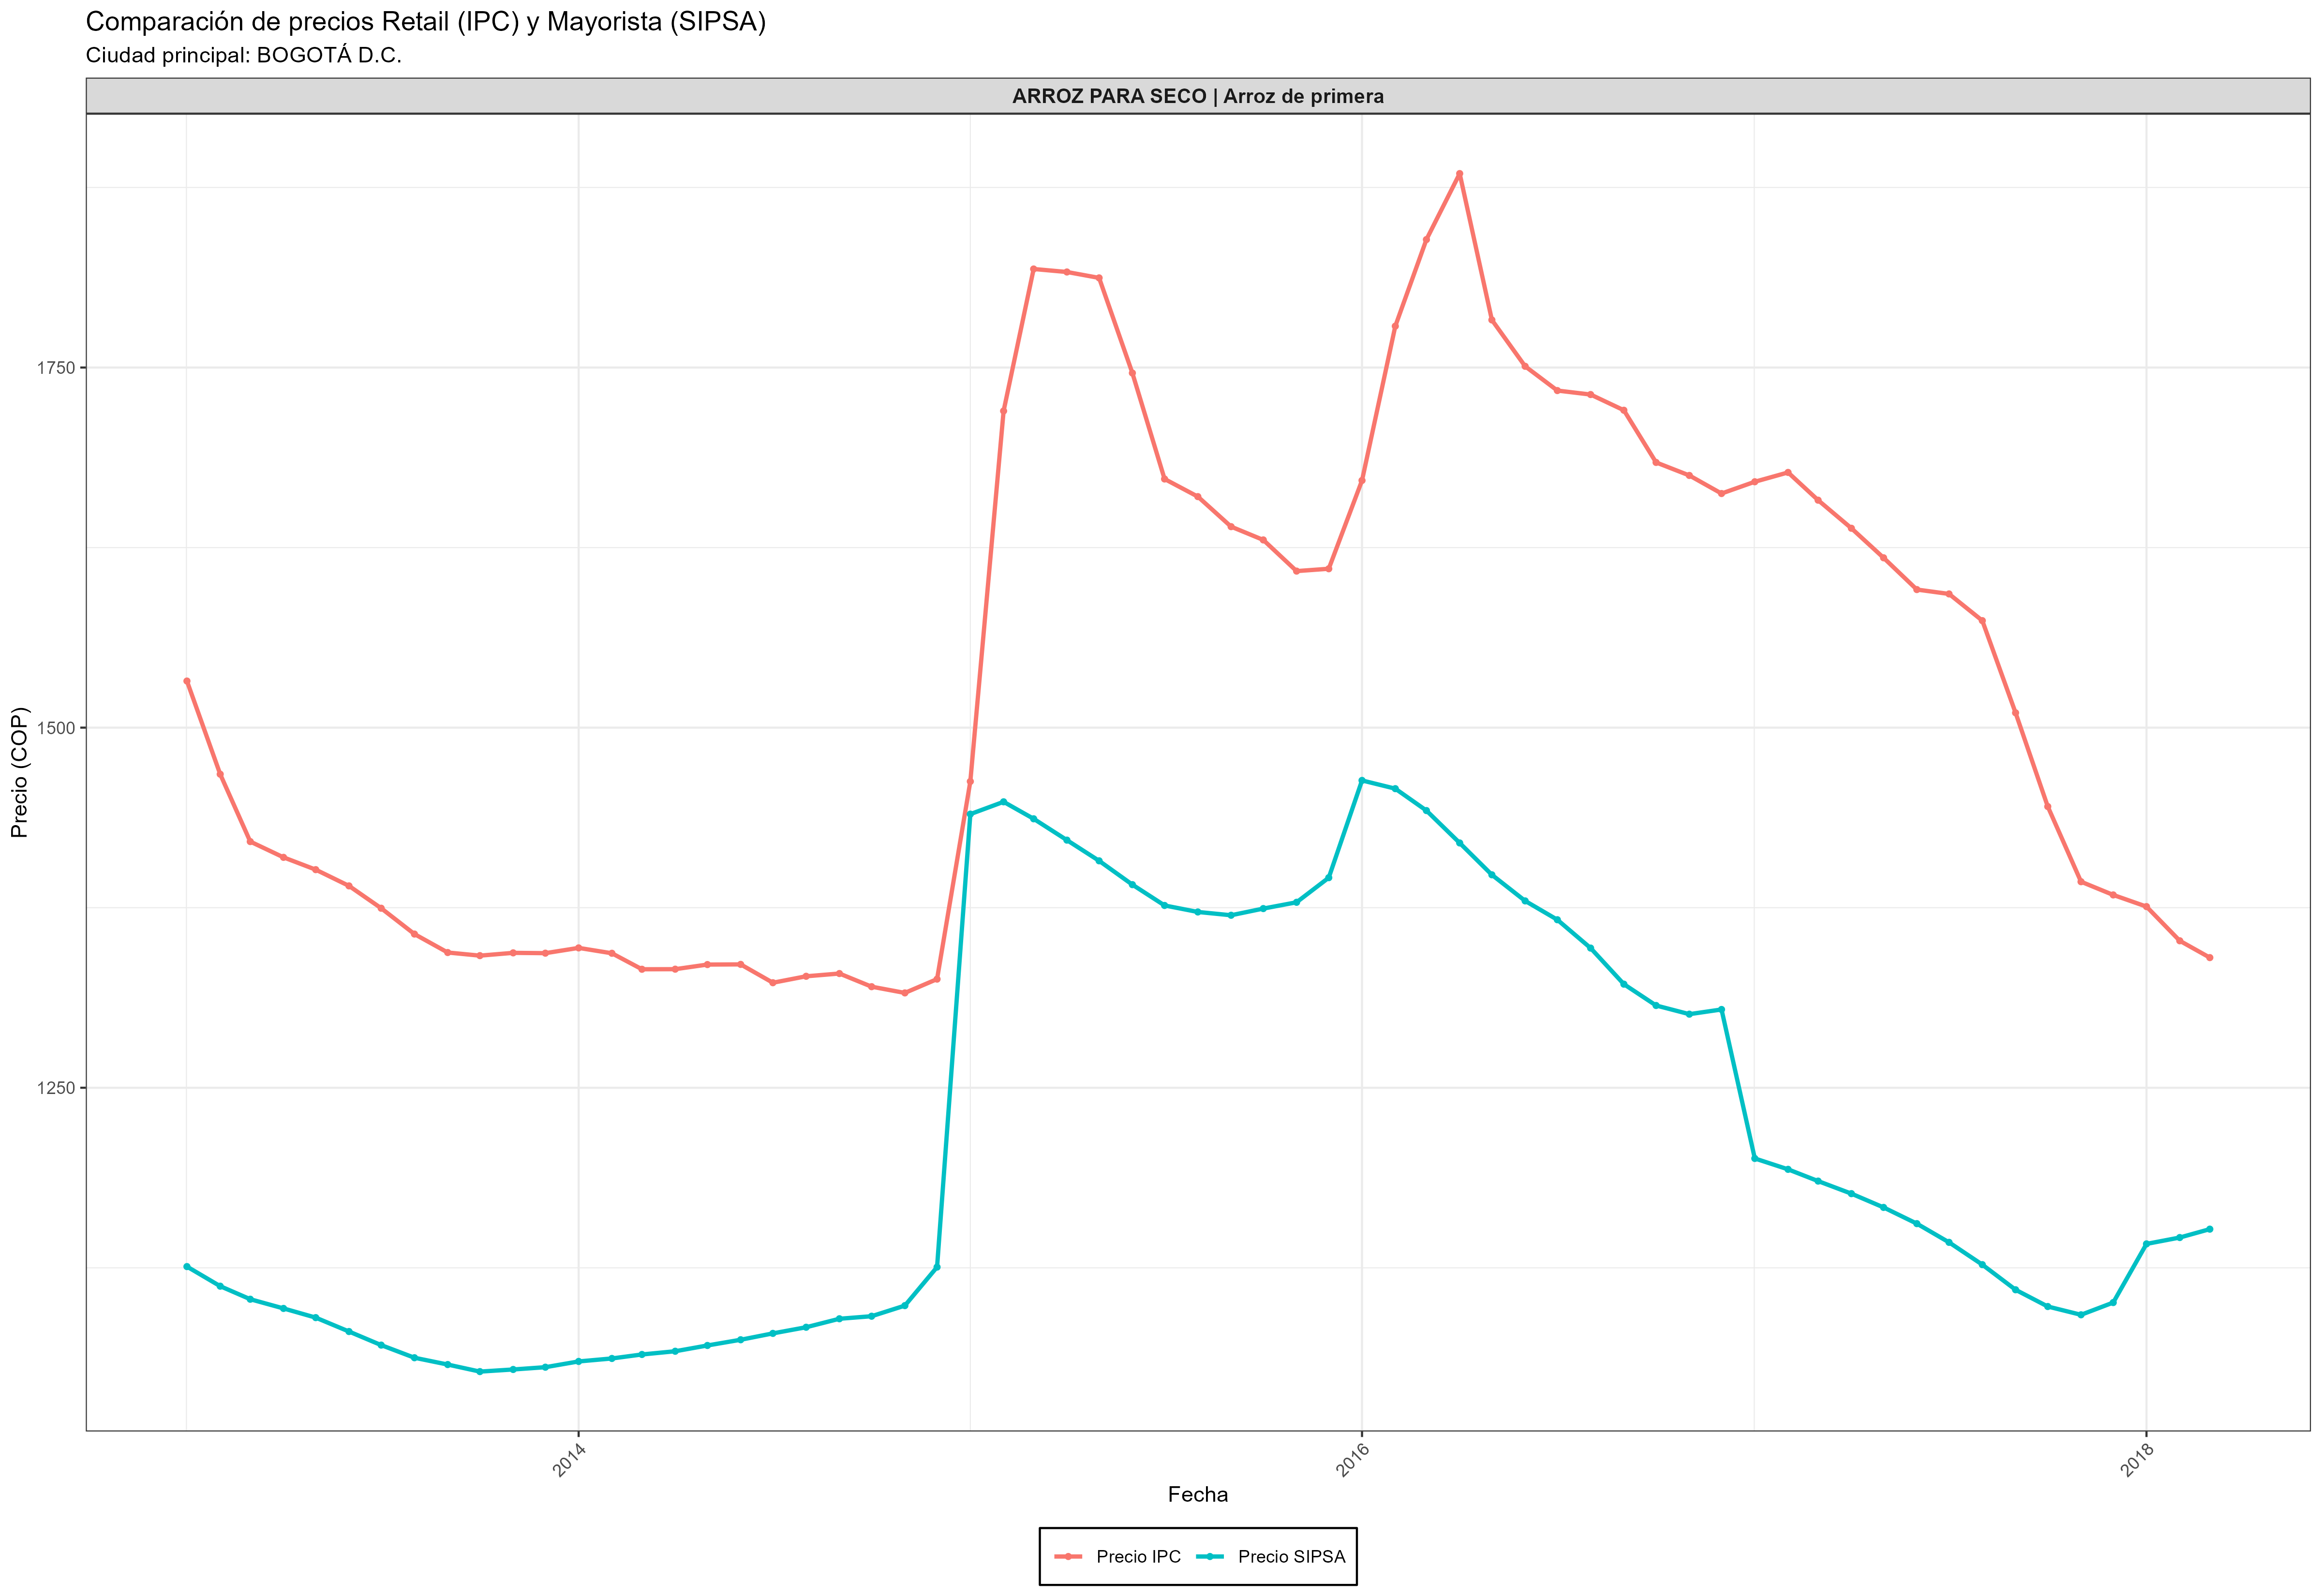 Comparación de precios Retail (IPC) y Mayorista (SIPSA)
Ciudad principal: BOGOTÁ D.C.
ARROZ PARA SECO | Arroz de primera
Precio (COP)
1750
1500
1250
2014
2016
2018
Fecha
Precio IPC
Precio SIPSA